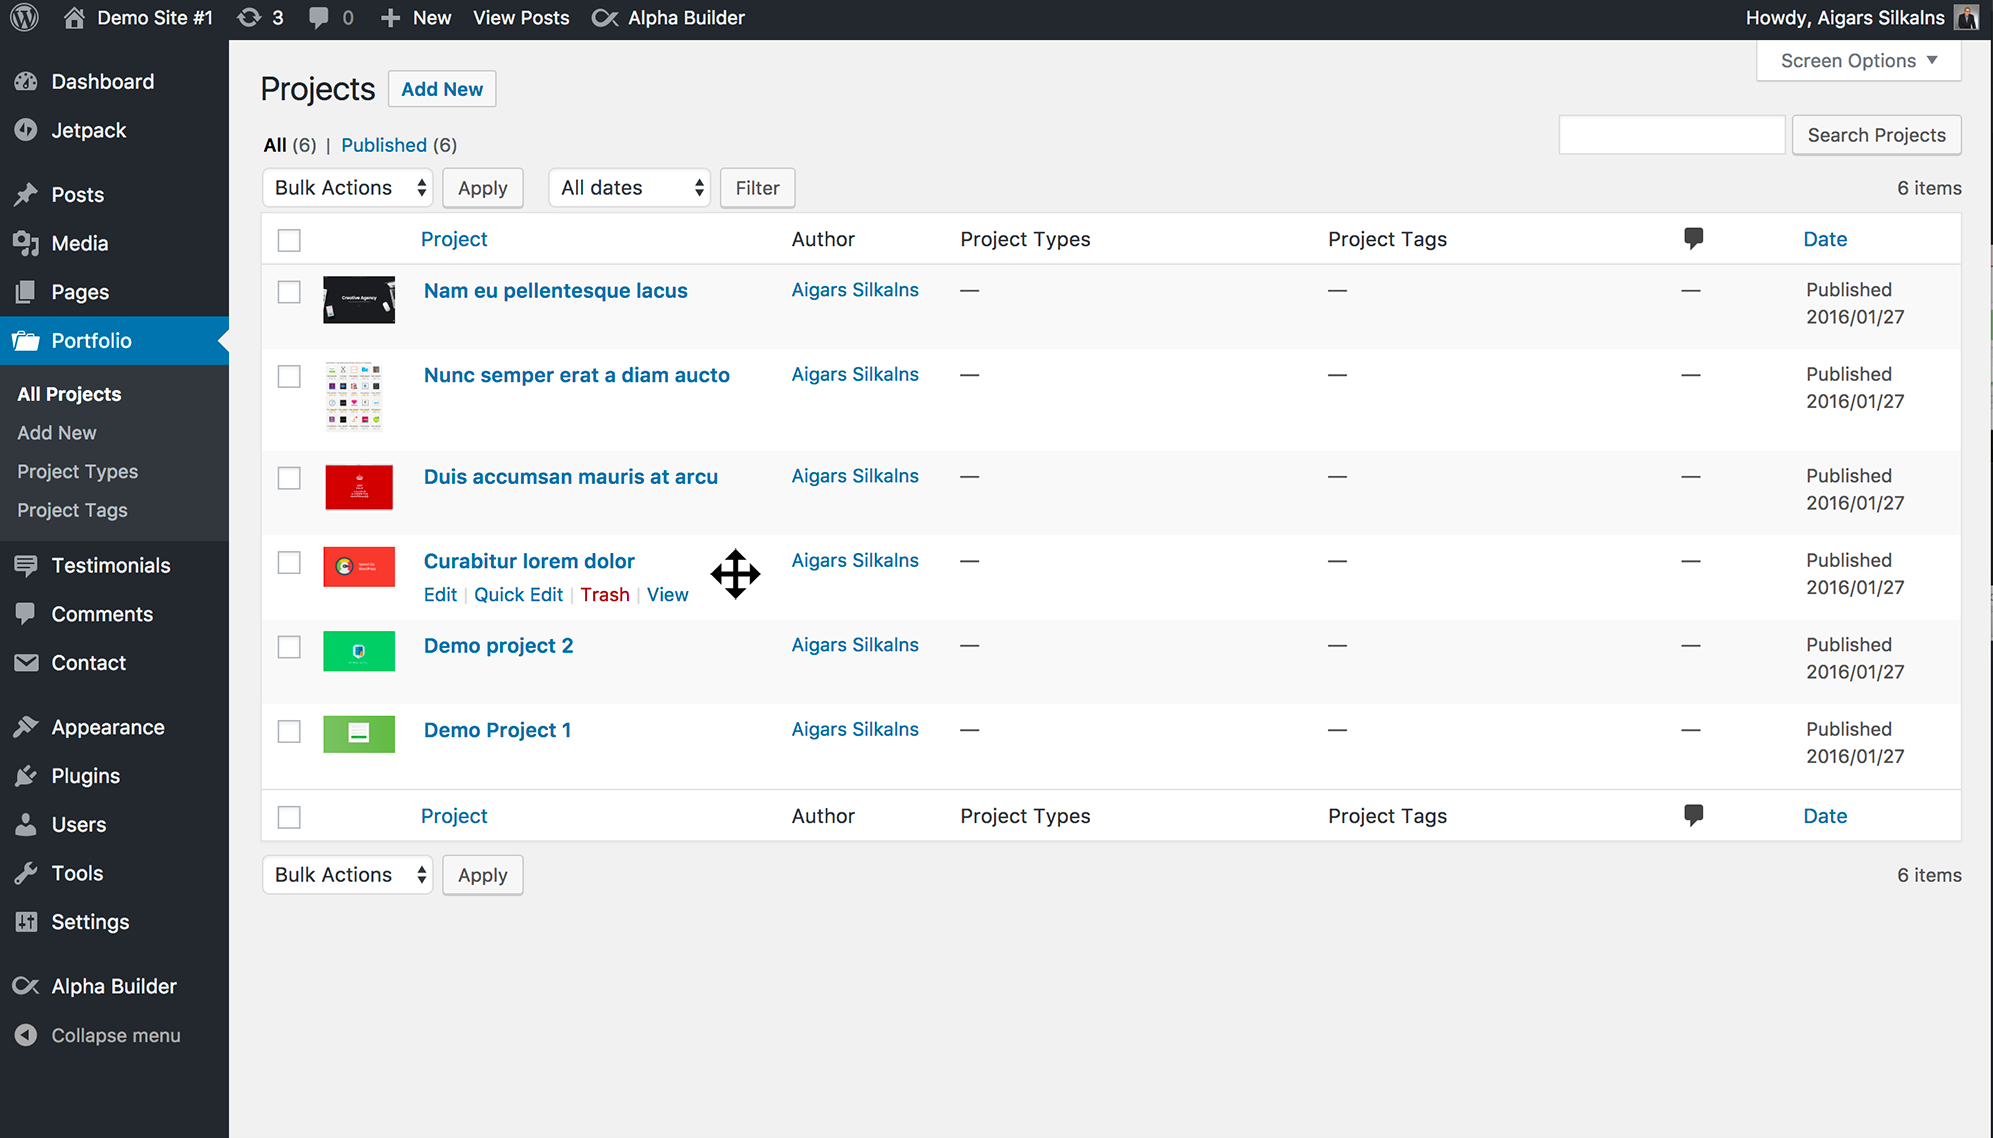 Demo Site #1 3 0 New View Posts Alpha Builder Howdy, Aigars Silkalns
Dashboard
Jetpack
Posts
Media
Pages
Portfolio
All Projects
Add New
Project Types
Project Tags
Testimonials
Comments
Contact
Appearance
Plugins
Users
Tools
Settings
Alpha Builder
Collapse menu
Screen Options
Projects Add New
All (6) | Published (6)
Search Projects
Bulk Actions Apply All dates Filter 6 items
Project Author Project Types Project Tags Date
Creative Agency
Nam eu pellentesque lacus Aigars Silkalns — — — Published
2016/01/27
Nunc semper erat a diam aucto Aigars Silkalns — — — Published
2016/01/27
Duis accumsan mauris at arcu Aigars Silkalns — — — Published
2016/01/27
Curabitur lorem dolor Aigars Silkalns — — — Published
2016/01/27
Edit | Quick Edit | Trash | View
Demo project 2 Aigars Silkalns — — — Published
2016/01/27
Demo Project 1 Aigars Silkalns — — — Published
2016/01/27
Project Author Project Types Project Tags Date
Bulk Actions Apply 6 items